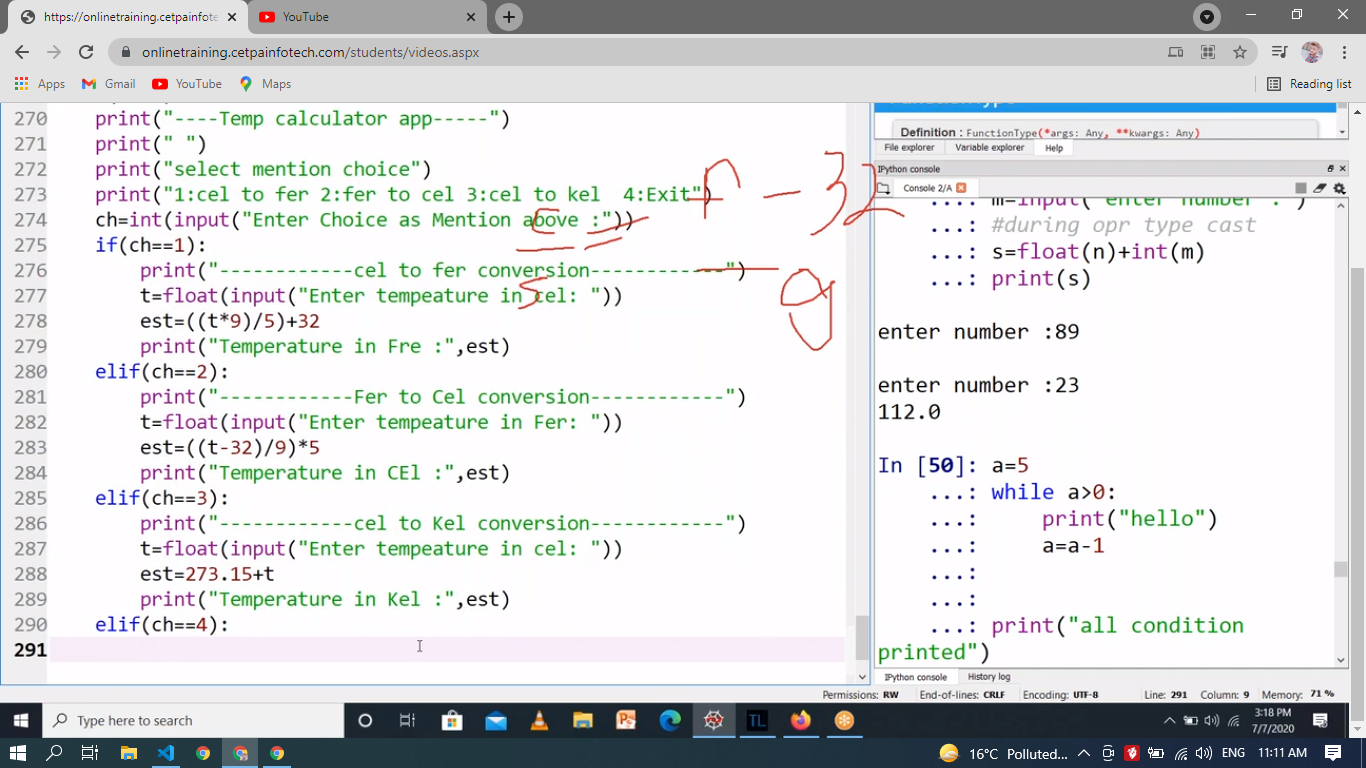 https://onlinetraining.cetpainfote
YouTube
onlinetraining.cetpainfotech.com/students/videos.aspx
Apps Gmail YouTube Maps Reading list
270 print("----Temp calculator app-----")
271 print(" ")
272 print("select mention choice")
273 print("1:cel to fer 2:fer to cel 3:cel to kel  4:Exit")
274 ch=int(input("Enter Choice as Mention above :"))
275 if(ch==1):
276 print("------------cel to fer conversion------------")
277 t=float(input("Enter tempeature in cel: "))
278 est=((t*9)/5)+32
279 print("Temperature in Fre :",est)
280 elif(ch==2):
281 print("------------Fer to Cel conversion------------")
282 t=float(input("Enter tempeature in Fer: "))
283 est=((t-32)/9)*5
284 print("Temperature in CEl :",est)
285 elif(ch==3):
286 print("------------cel to Kel conversion------------")
287 t=float(input("Enter tempeature in cel: "))
288 est=273.15+t
289 print("Temperature in Kel :",est)
290 elif(ch==4):
291
C = F - 32
5 9
Definition : FunctionType(*args: Any, **kwargs: Any)
File explorer Variable explorer Help
IPython console
Console 2/A
...: m=input("enter number :")
...: #during opr type cast
...: s=float(n)+int(m)
...: print(s)
enter number :89
enter number :23
112.0
In [50]: a=5
...: while a>0:
...: print("hello")
...: a=a-1
...:
...:
...: print("all condition
printed")
IPython console History log
Permissions: RW End-of-lines: CRLF Encoding: UTF-8 Line: 291 Column: 9 Memory: 71 %
Type here to search
TL
3:18 PM
7/7/2020
16°C Polluted... ENG 11:11 AM